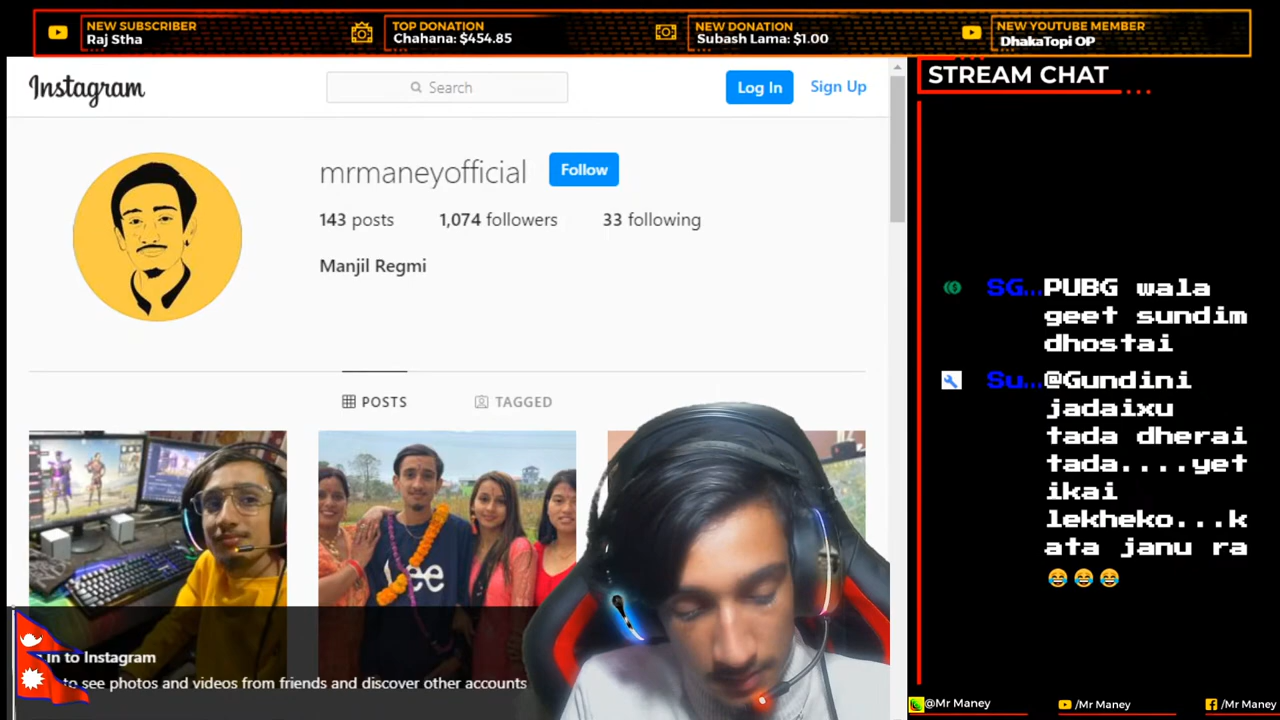 NEW SUBSCRIBER
Raj Stha
TOP DONATION
Chahana: $454.85
NEW DONATION
Subash Lama: $1.00
NEW YOUTUBE MEMBER
DhakaTopi OP
Instagram
Search
Log In
Sign Up
mrmaneyofficial
Follow
143 posts
1,074 followers
33 following
Manjil Regmi
POSTS
TAGGED
in to Instagram
to see photos and videos from friends and discover other accounts
STREAM CHAT
SG... PUBG wala
geet sundim
dhostai
Su... @Gundini
jadaixu
tada dherai
tada....yet
ikai
lekheko...k
ata janu ra
😂😂😂
@Mr Maney
/Mr Maney
/Mr Maney